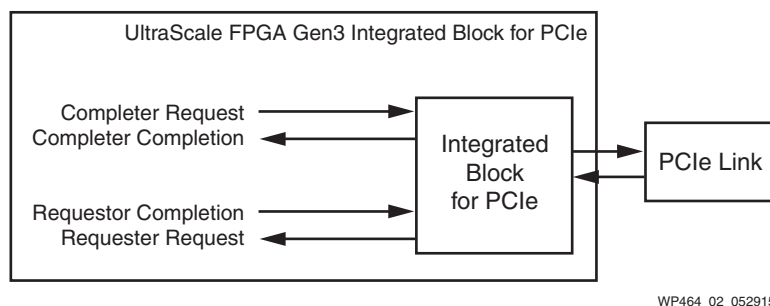 UltraScale FPGA Gen3 Integrated Block for PCIe
Completer Request
Completer Completion
Requestor Completion
Requester Request
Integrated
Block
for PCIe
PCIe Link
WP464_02_052915